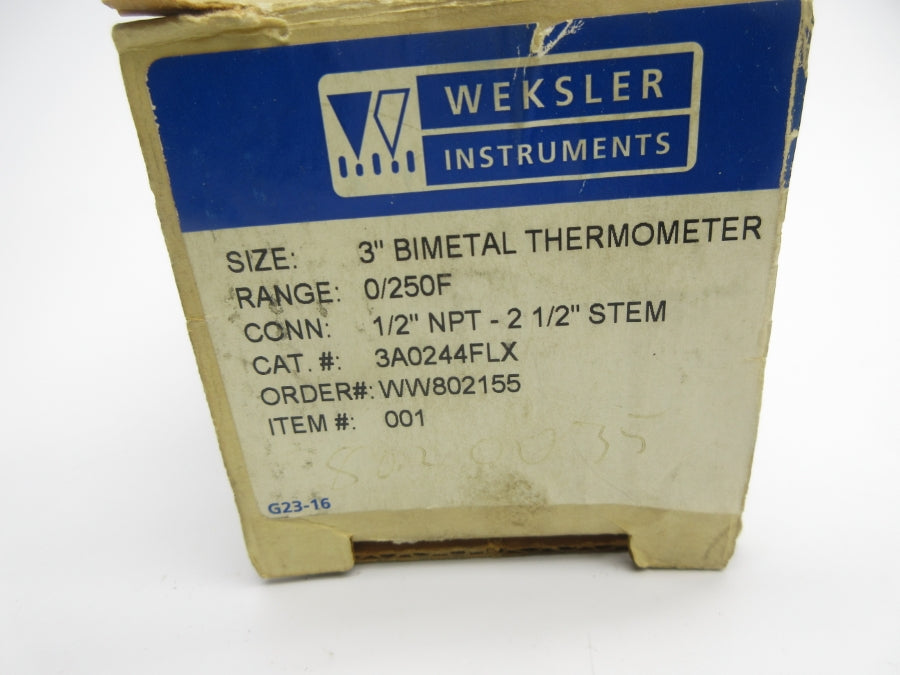 WEKSLER
INSTRUMENTS
SIZE: 3" BIMETAL THERMOMETER
RANGE: 0/250F
CONN: 1/2" NPT - 2 1/2" STEM
CAT. #: 3A0244FLX
ORDER#: WW802155
ITEM #: 001
G23-16